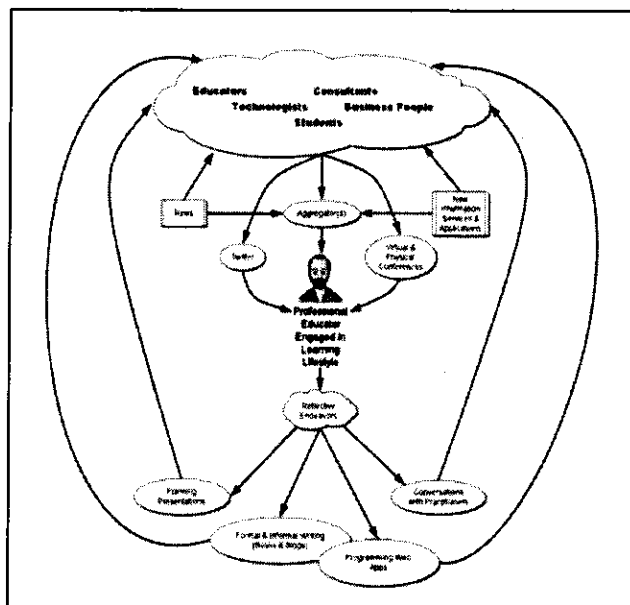 Educators Consultants
Technologists Business People
Students
News
Aggregator(s)
New
Information
Services &
Applications
Twitter
Virtual &
Physical
Conferences
Professional
Educator
Engaged in
Learning
Lifestyle
Reflective
Endeavors
Planning
Presentations
Conversations
with Practitioners
Formal & Informal Writing
(Books & Blogs)
Programming Web
Apps